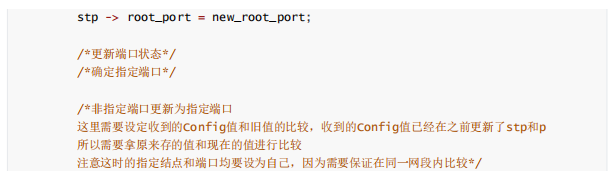 stp -> root_port = new_root_port;
/*更新端口状态*/
/*确定指定端口*/
/*非指定端口更新为指定端口
这里需要设定收到的Config值和旧值的比较，收到的Config值已经在之前更新了stp和p
所以需要拿原来存的值和现在的值进行比较
注意这时的指定结点和端口均要设为自己，因为需要保证在同一网段内比较*/